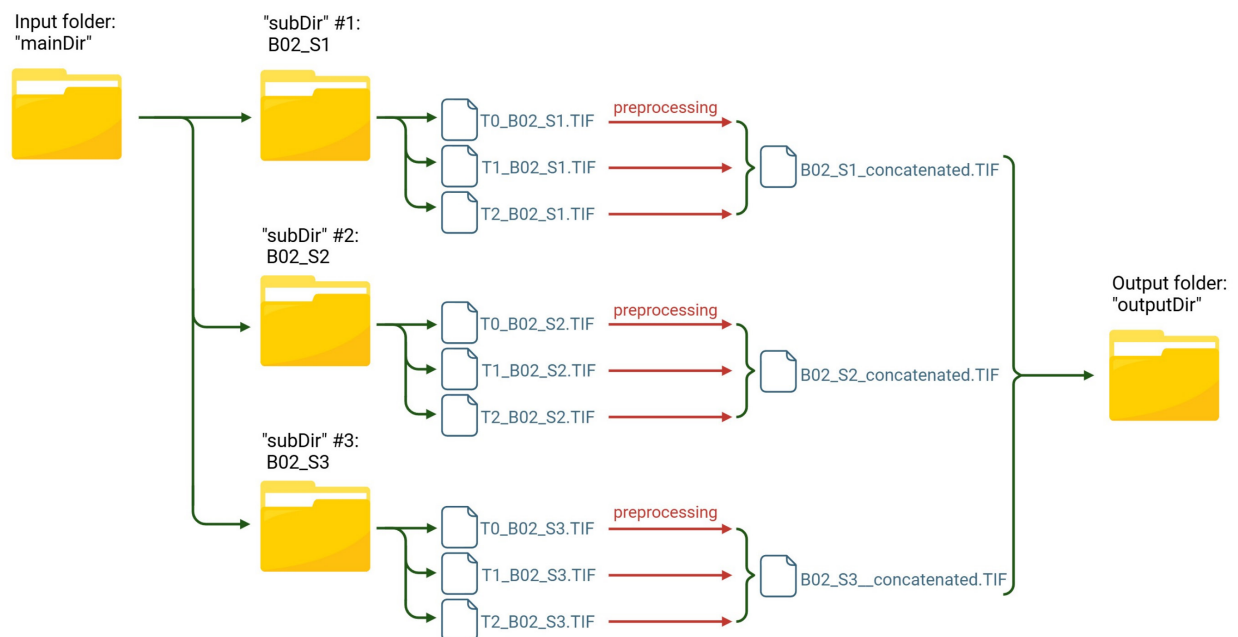 Input folder:
"mainDir"
"subDir" #1:
B02_S1
T0_B02_S1.TIF
preprocessing
T1_B02_S1.TIF
T2_B02_S1.TIF
B02_S1_concatenated.TIF
"subDir" #2:
B02_S2
T0_B02_S2.TIF
preprocessing
T1_B02_S2.TIF
T2_B02_S2.TIF
B02_S2_concatenated.TIF
"subDir" #3:
B02_S3
T0_B02_S3.TIF
preprocessing
T1_B02_S3.TIF
T2_B02_S3.TIF
B02_S3__concatenated.TIF
Output folder:
"outputDir"